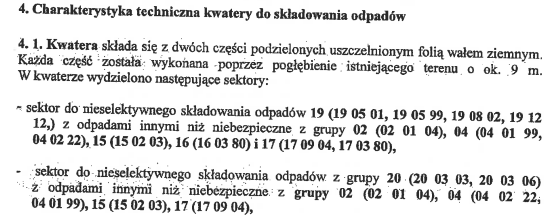 4. Charakterystyka techniczna kwatery do składowania odpadów
4. 1. Kwatera składa się z dwóch części podzielonych uszczelnionym folią wałem ziemnym.
Każda część została wykonana poprzez pogłębienie istniejącego terenu o ok. 9 m.
W kwaterze wydzielono następujące sektory:
- sektor do nieselektywnego składowania odpadów 19 (19 05 01, 19 05 99, 19 08 02, 19 12
12,) z odpadami innymi niż niebezpieczne z grupy 02 (02 01 04), 04 (04 01 99,
04 02 22), 15 (15 02 03), 16 (16 03 80) i 17 (17 09 04, 17 03 80),
- sektor do nieselektywnego składowania odpadów z grupy 20 (20 03 03, 20 03 06)
z odpadami innymi niż niebezpieczne z grupy 02 (02 01 04), 04 (04 02 22,
04 01 99), 15 (15 02 03), 17 (17 09 04),